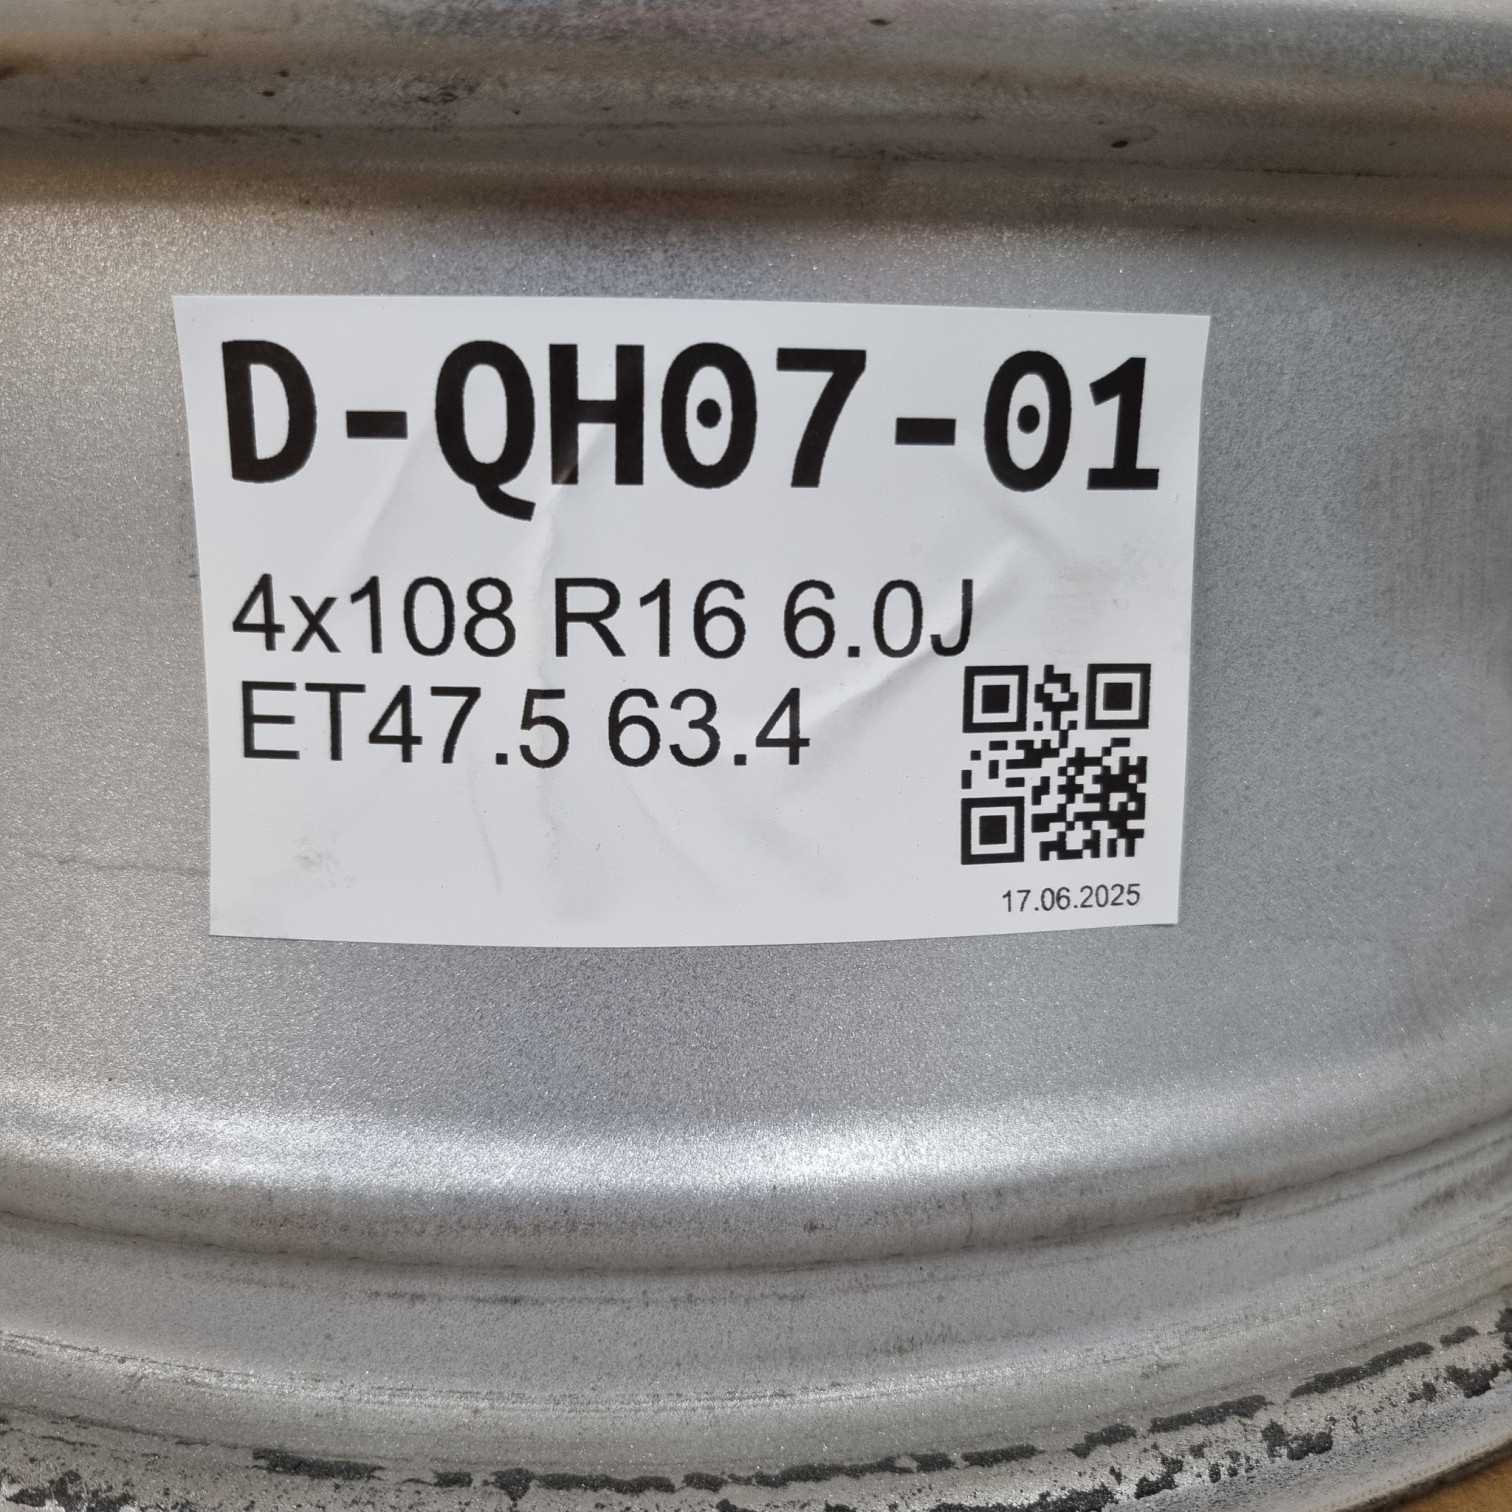 D-QH07-01
4x108 R16 6.0J
ET47.5 63.4
17.06.2025